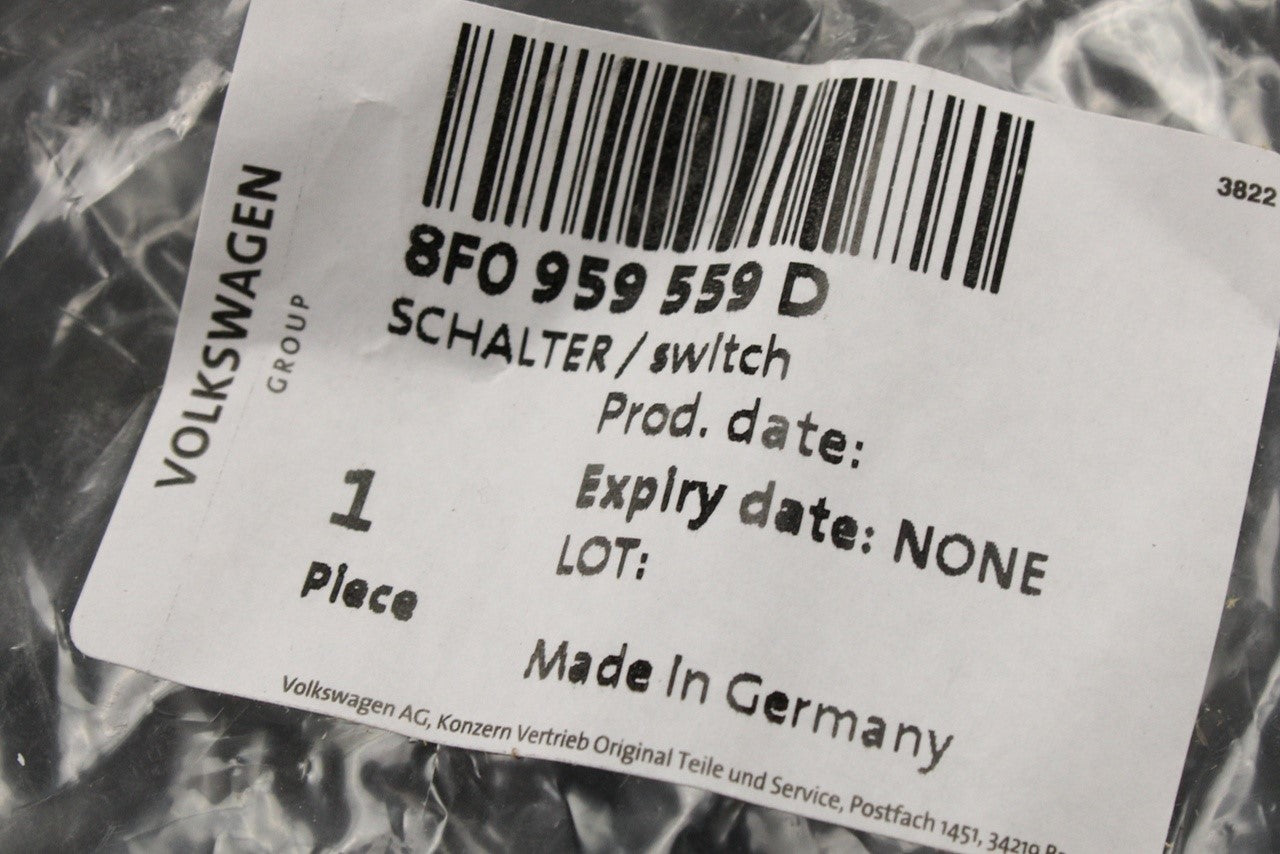 VOLKSWAGEN
GROUP
3822
8F0 959 559 D
SCHALTER / switch
Prod. date:
Expiry date: NONE
LOT:
1
Piece
Made In Germany
Volkswagen AG, Konzern Vertrieb Original Teile und Service, Postfach 1451, 34219